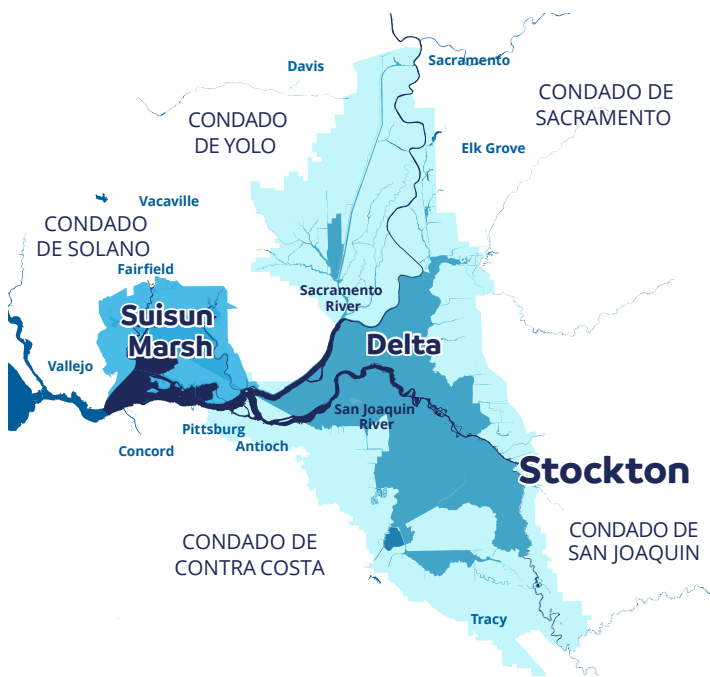 Sacramento
Davis
CONDADO DE
SACRAMENTO
CONDADO
DE YOLO
Elk Grove
Vacaville
CONDADO
DE SOLANO
Fairfield
Sacramento
River
Suisun
Marsh
Delta
Vallejo
San Joaquin
River
Pittsburg
Antioch
Concord
Stockton
CONDADO DE
SAN JOAQUIN
CONDADO DE
CONTRA COSTA
Tracy